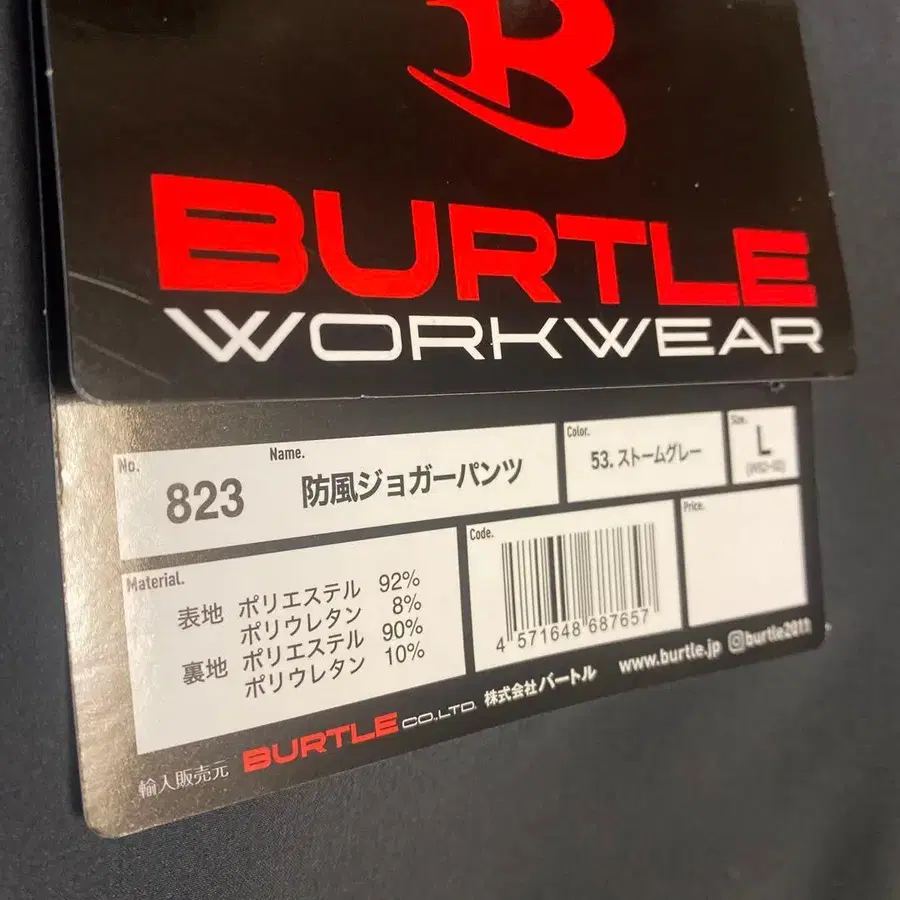 BURTLE
WORKWEAR
No.
823
Name.
防風ジョガーパンツ
Color.
53. ストームグレー
Size.
L
Material.
表地 ポリエステル 92%
ポリウレタン 8%
裏地 ポリエステル 90%
ポリウレタン 10%
Code.
4 571648 687657
Price.
輸入販売元 BURTLE CO.,LTD. 株式会社バートル www.burtle.jp burtle2011